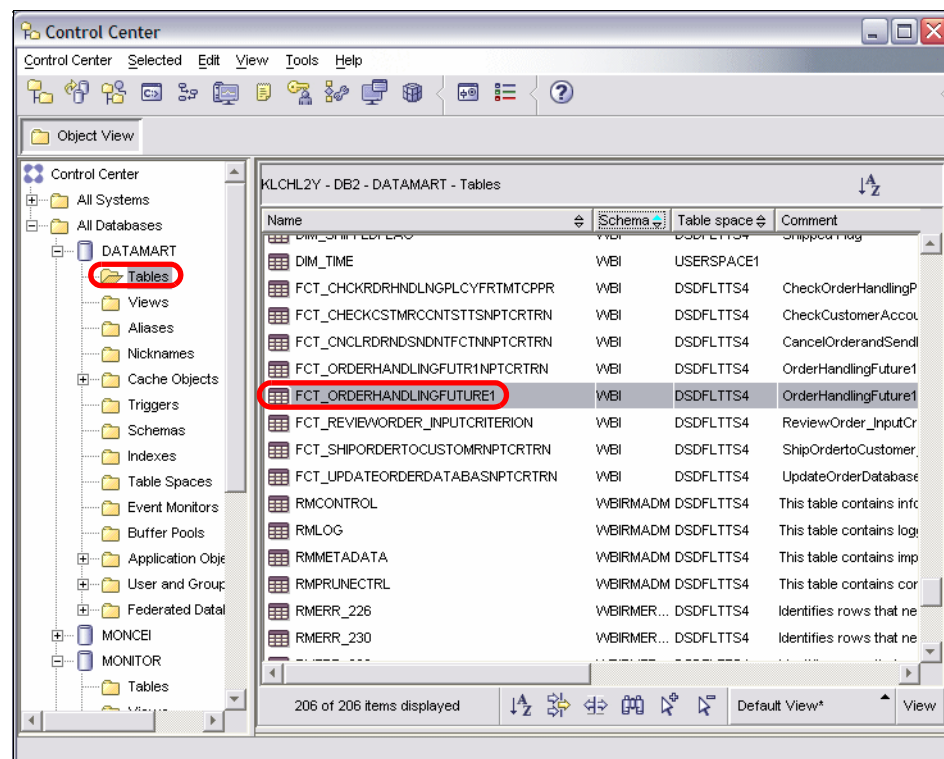 Control Center
Control Center Selected Edit View Tools Help
Object View
Control Center
All Systems
All Databases
DATAMART
Tables
Views
Aliases
Nicknames
Cache Objects
Triggers
Schemas
Indexes
Table Spaces
Event Monitors
Buffer Pools
Application Obje
User and Group
Federated Datal
MONCEI
MONITOR
Tables
KLCHL2Y - DB2 - DATAMART - Tables
Name Schema Table space Comment
DIM_SHIPPEDFLAG WBI DSDFLTTS4 Shipped Flag
DIM_TIME WBI USERSPACE1
FCT_CHCKRDRHNDLNGPLCYFRTMTCPPR WBI DSDFLTTS4 CheckOrderHandlingP
FCT_CHECKCSTMRCCNTSTTSNPTCRTRN WBI DSDFLTTS4 CheckCustomerAccou
FCT_CNCLRDRNDSNDNTFCTNNPTCRTRN WBI DSDFLTTS4 CancelOrderandSendl
FCT_ORDERHANDLINGFUTR1NPTCRTRN WBI DSDFLTTS4 OrderHandlingFuture1
FCT_ORDERHANDLINGFUTURE1 WBI DSDFLTTS4 OrderHandlingFuture1
FCT_REVIEWORDER_INPUTCRITERION WBI DSDFLTTS4 ReviewOrder_InputCr
FCT_SHIPORDERTOCUSTOMRNPTCRTRN WBI DSDFLTTS4 ShipOrdertoCustomer_
FCT_UPDATEORDERDATABASNPTCRTRN WBI DSDFLTTS4 UpdateOrderDatabase
RMCONTROL WBIRMADM DSDFLTTS4 This table contains info
RMLOG WBIRMADM DSDFLTTS4 This table contains log
RMMETADATA WBIRMADM DSDFLTTS4 This table contains imp
RMPRUNECTRL WBIRMADM DSDFLTTS4 This table contains cor
RMERR_226 WBIRMER... DSDFLTTS4 Identifies rows that ne
RMERR_230 WBIRMER... DSDFLTTS4 Identifies rows that ne
206 of 206 items displayed Default View* View